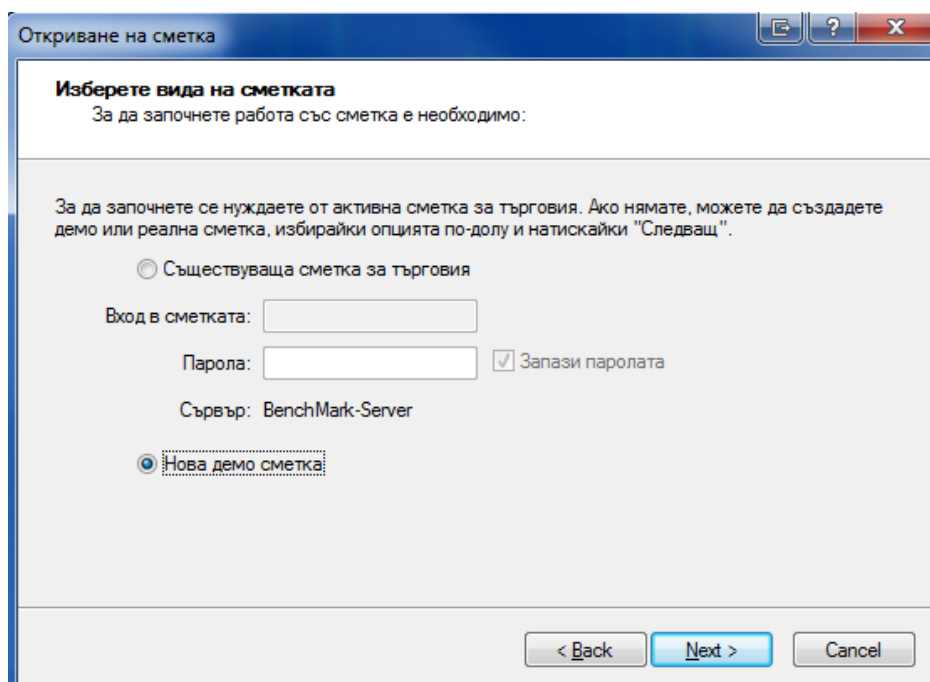 Откриване на сметка
Изберете вида на сметката
За да започнете работа със сметка е необходимо:
За да започнете се нуждаете от активна сметка за търговия. Ако нямате, можете да създадете
демо или реална сметка, избирайки опцията по-долу и натискайки "Следващ".
Съществуваща сметка за търговия
Вход в сметката:
Парола:
Запази паролата
Сървър: BenchMark-Server
Нова демо сметка
< Back
Next >
Cancel